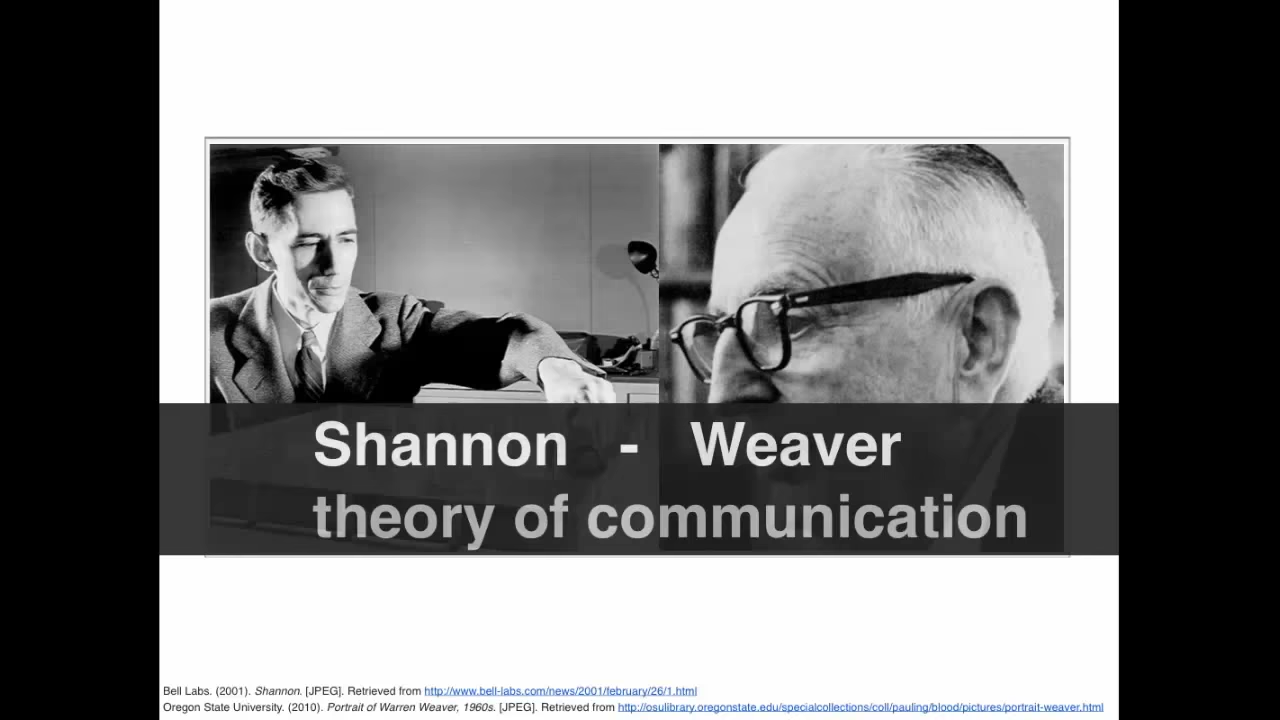 Shannon - Weaver
theory of communication
Bell Labs. (2001). Shannon. [JPEG]. Retrieved from http://www.bell-labs.com/news/2001/february/26/1.html
Oregon State University. (2010). Portrait of Warren Weaver, 1960s. [JPEG]. Retrieved from http://osulibrary.oregonstate.edu/specialcollections/coll/pauling/blood/pictures/portrait-weaver.html